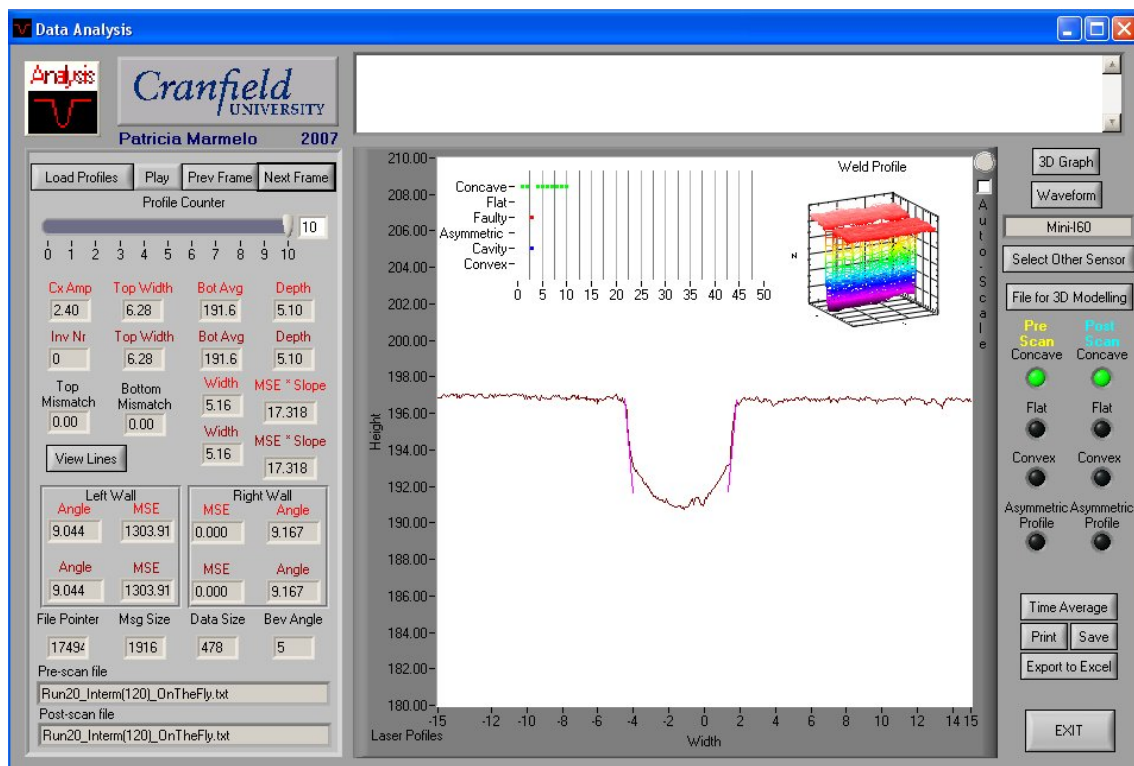 Data Analysis
Analysis
Cranfield
UNIVERSITY
Patricia Marmelo 2007
Load Profiles Play Prev Frame Next Frame
Profile Counter
10
0 1 2 3 4 5 6 7 8 9 10
Cx Amp Top Width Bot Avg Depth
2.40 6.28 191.6 5.10
Inv Nr Top Width Bot Avg Depth
0 6.28 191.6 5.10
Top Mismatch Bottom Mismatch Width MSE * Slope
0.00 0.00 5.16 17.318
Width MSE * Slope
5.16 17.318
View Lines
Left Wall Right Wall
Angle MSE MSE Angle
9.044 1303.91 0.000 9.167
Angle MSE MSE Angle
9.044 1303.91 0.000 9.167
File Pointer Msg Size Data Size Bev Angle
1749 1916 478 5
Pre-scan file
Run20_Interm(120)_OnTheFly.txt
Post-scan file
Run20_Interm(120)_OnTheFly.txt
210.00
208.00
206.00
204.00
202.00
200.00
198.00
196.00
194.00
192.00
190.00
188.00
186.00
184.00
182.00
180.00
Height
-15 -12 -10 -8 -6 -4 -2 0 2 4 6 8 10 12 14 15
Width
Laser Pofiles
Concave
Flat
Faulty
Asymmetric
Cavity
Convex
0 5 10 15 20 25 30 35 40 45 50
Weld Profile
N
Auto-Scale
3D Graph
Waveform
Mini-I60
Select Other Sensor
File for 3D Modelling
Pre Scan Post Scan
Concave Concave
Flat Flat
Convex Convex
Asymmetric Profile Asymmetric Profile
Time Average
Print Save
Export to Excel
EXIT